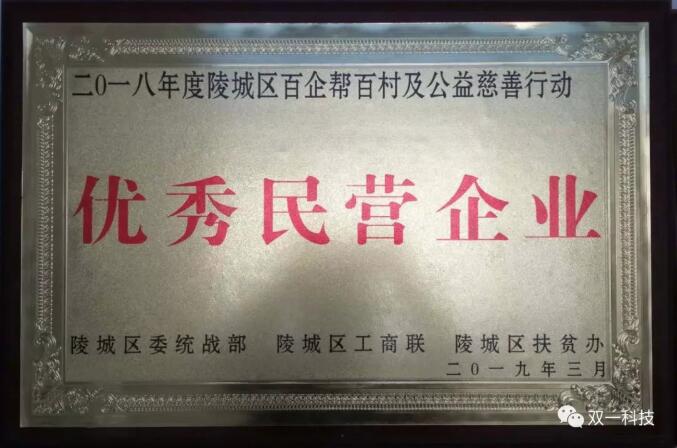 二0一八年度陵城区百企帮百村及公益慈善行动
优秀民营企业
陵城区委统战部 陵城区工商联 陵城区扶贫办
二0一九年三月
双一科技